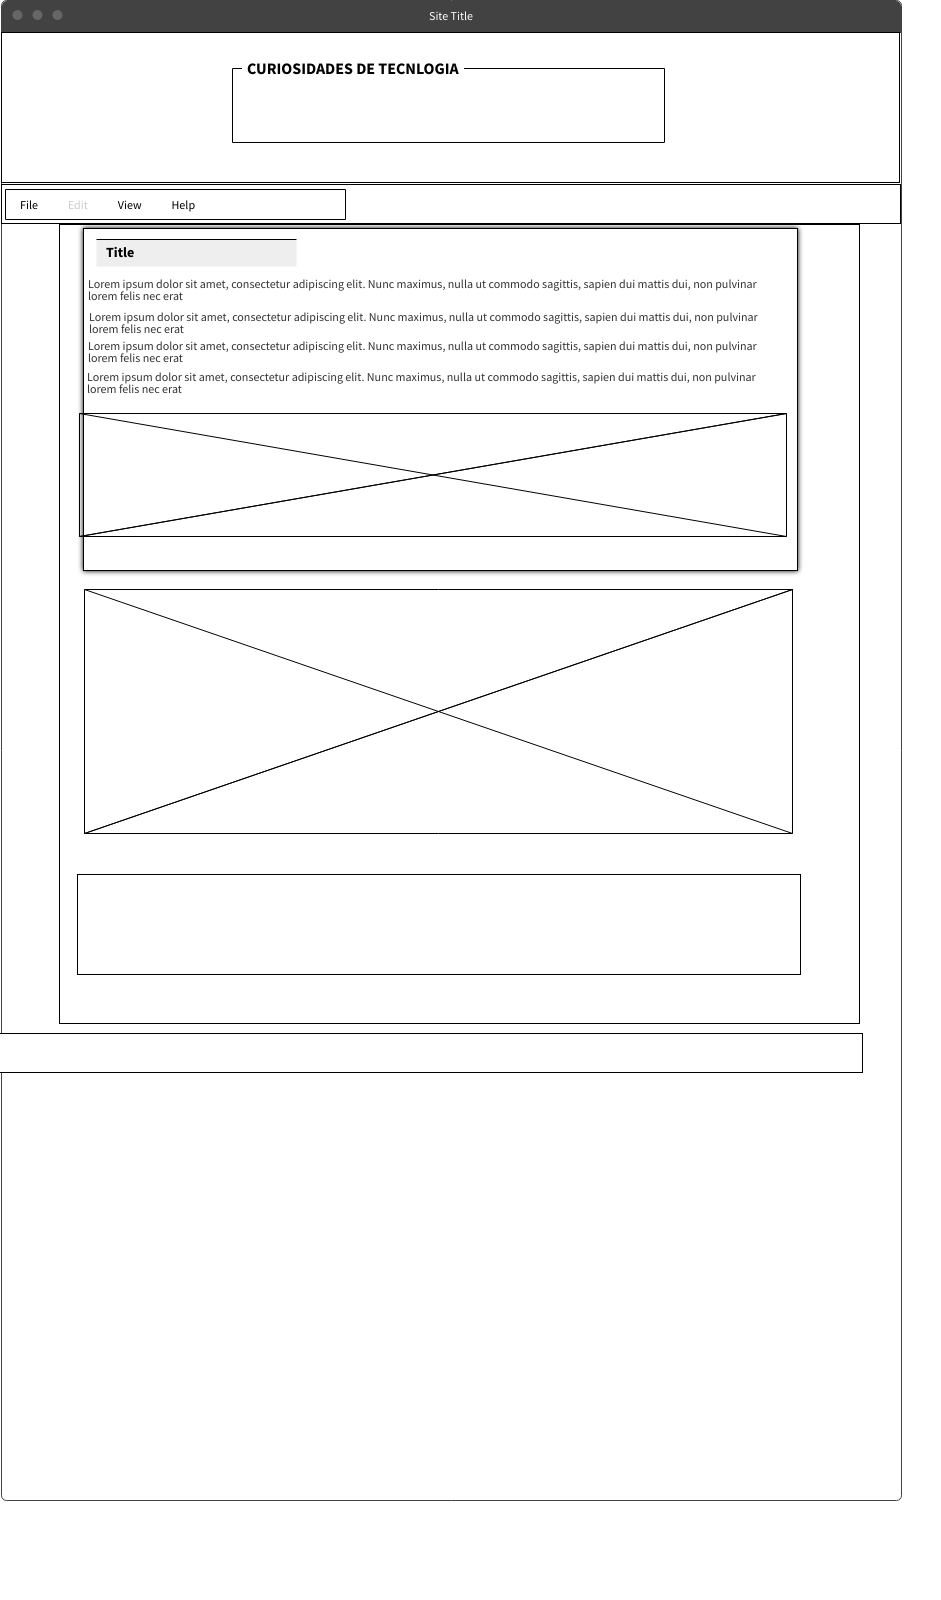 Site Title
CURIOSIDADES DE TECNLOGIA
File Edit View Help
Title
Lorem ipsum dolor sit amet, consectetur adipiscing elit. Nunc maximus, nulla ut commodo sagittis, sapien dui mattis dui, non pulvinar
lorem felis nec erat
Lorem ipsum dolor sit amet, consectetur adipiscing elit. Nunc maximus, nulla ut commodo sagittis, sapien dui mattis dui, non pulvinar
lorem felis nec erat
Lorem ipsum dolor sit amet, consectetur adipiscing elit. Nunc maximus, nulla ut commodo sagittis, sapien dui mattis dui, non pulvinar
lorem felis nec erat
Lorem ipsum dolor sit amet, consectetur adipiscing elit. Nunc maximus, nulla ut commodo sagittis, sapien dui mattis dui, non pulvinar
lorem felis nec erat